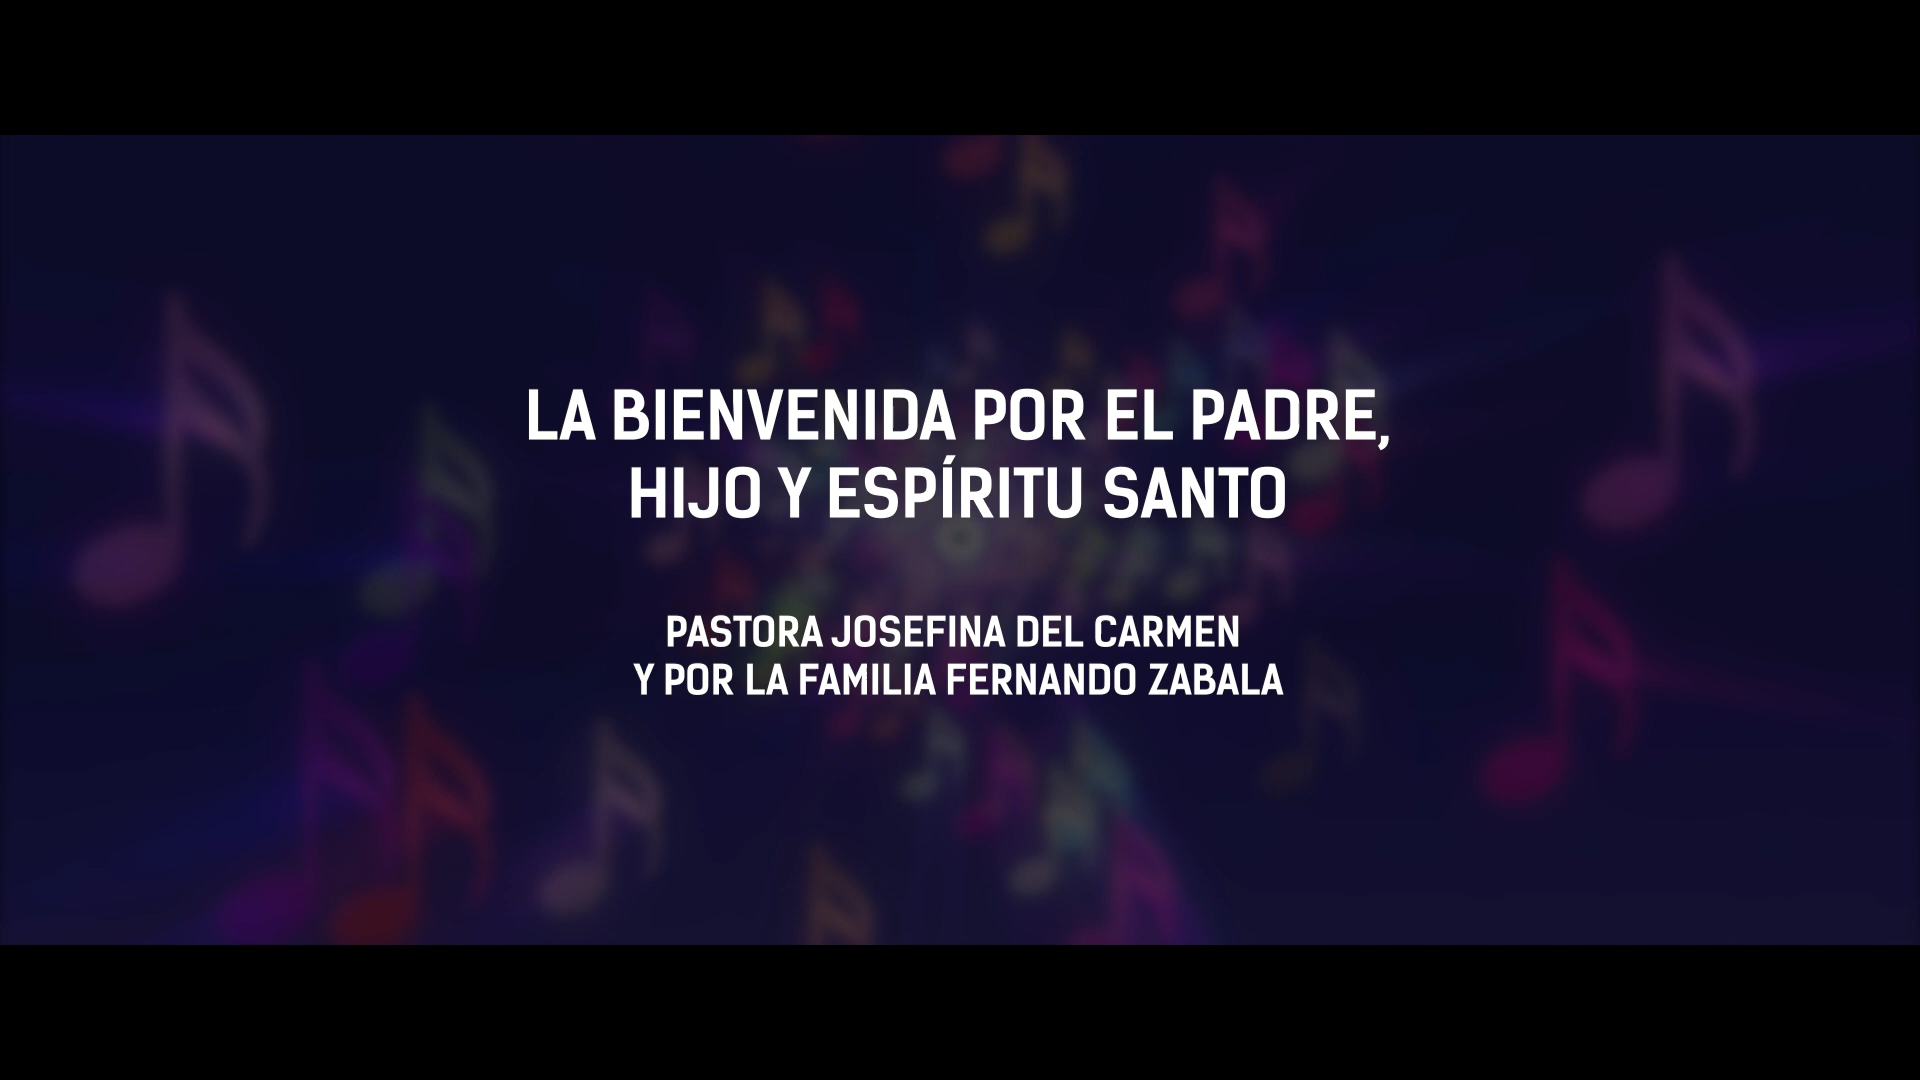 LA BIENVENIDA POR EL PADRE,
HIJO Y ESPÍRITU SANTO
PASTORA JOSEFINA DEL CARMEN
Y POR LA FAMILIA FERNANDO ZABALA